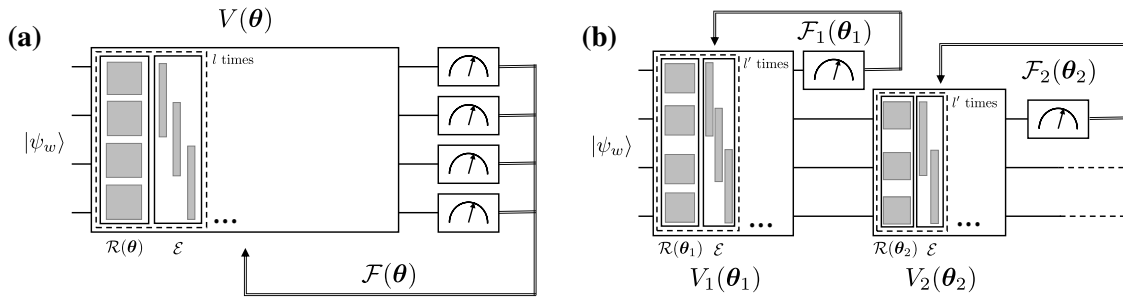 (a)
V(θ)
l times
|ψ_w⟩
...
R(θ)
ε
F(θ)
(b)
F_1(θ_1)
l′ times
F_2(θ_2)
l′ times
|ψ_w⟩
...
...
R(θ_1)
ε
R(θ_2)
ε
V_1(θ_1)
V_2(θ_2)